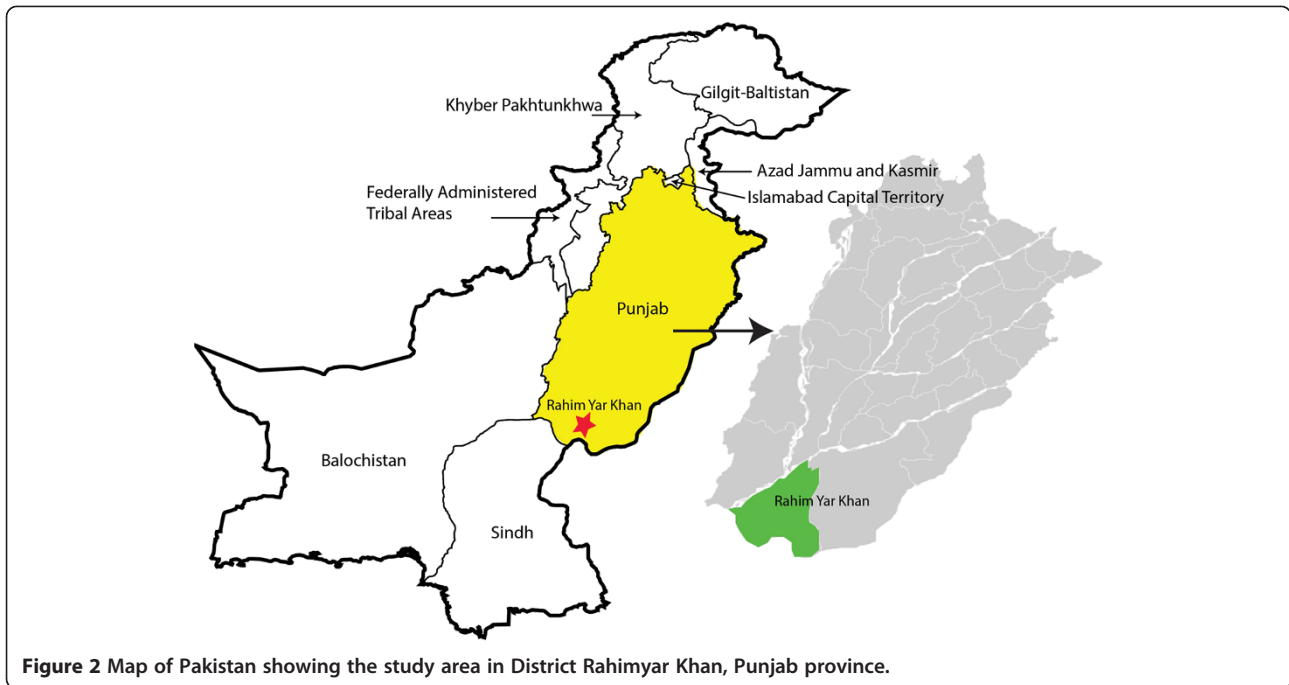 Gilgit-Baltistan
Khyber Pakhtunkhwa
Azad Jammu and Kasmir
Federally Administered
Tribal Areas
Islamabad Capital Territory
Punjab
Rahim Yar Khan
Balochistan
Rahim Yar Khan
Sindh
Figure 2 Map of Pakistan showing the study area in District Rahimyar Khan, Punjab province.